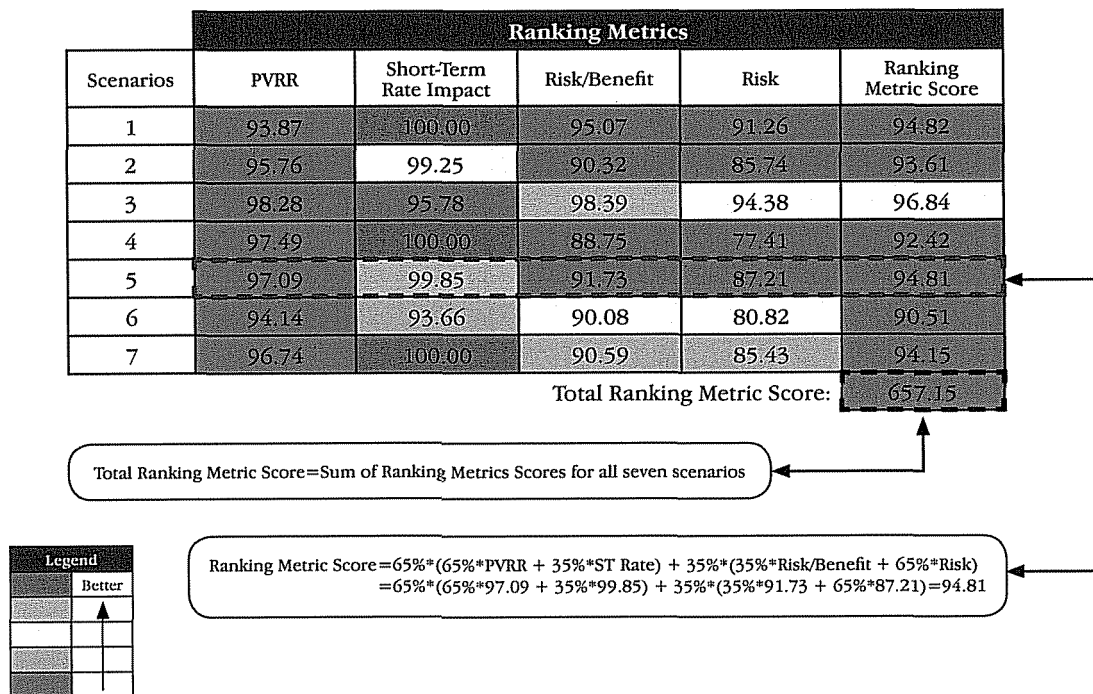 Ranking Metrics
Scenarios PVRR Short-Term Rate Impact Risk/Benefit Risk Ranking Metric Score
1 93.87 100.00 95.07 91.26 94.82
2 95.76 99.25 90.32 85.74 93.61
3 98.28 95.78 98.39 94.38 96.84
4 97.49 100.00 88.75 77.41 92.42
5 97.09 99.85 91.73 87.21 94.81
6 94.14 93.66 90.08 80.82 90.51
7 96.74 100.00 90.59 85.43 94.15
Total Ranking Metric Score: 657.15
Total Ranking Metric Score=Sum of Ranking Metrics Scores for all seven scenarios
Ranking Metric Score=65%*(65%*PVRR + 35%*ST Rate) + 35%*(35%*Risk/Benefit + 65%*Risk)
=65%*(65%*97.09 + 35%*99.85) + 35%*(35%*91.73 + 65%*87.21)=94.81
Legend
Better